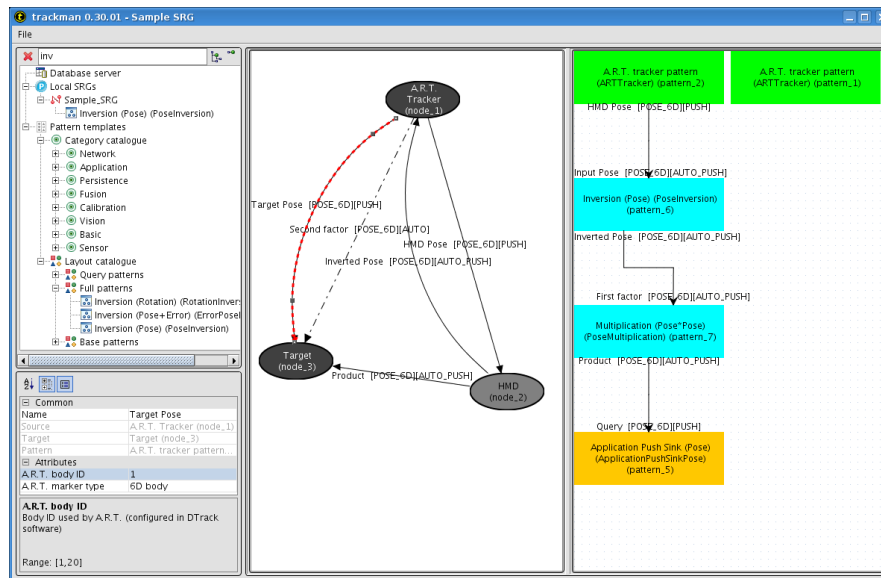 trackman 0.30.01 - Sample SRG
File
inv
Database server
Local SRGs
Sample_SRG
Inversion (Pose) (PoseInversion)
Pattern templates
Category catalogue
Network
Application
Persistence
Fusion
Calibration
Vision
Basic
Sensor
Layout catalogue
Query patterns
Full patterns
Inversion (Rotation) (RotationInver
Inversion (Pose+Error) (ErrorPoseI
Inversion (Pose) (PoseInversion)
Base patterns
Common
Name Target Pose
Source A.R.T. Tracker (node_1)
Target Target (node_3)
Pattern A.R.T. tracker pattern...
Attributes
A.R.T. body ID 1
A.R.T. marker type 6D body
A.R.T. body ID
Body ID used by A.R.T. (configured in DTrack
software)
Range: [1,20]
A.R.T.
Tracker
(node_1)
Target Pose [POSE_6D][PUSH]
Second factor [POSE_6D][AUTO]
HMD Pose [POSE_6D][PUSH]
Inverted Pose [POSE_6D][AUTO_PUSH]
Target
(node_3)
Product [POSE_6D][AUTO_PUSH]
HMD
(node_2)
A.R.T. tracker pattern
(ARTTracker) (pattern_2)
A.R.T. tracker pattern
(ARTTracker) (pattern_1)
HMD Pose [POSE_6D][PUSH]
Input Pose [POSE_6D][AUTO_PUSH]
Inversion (Pose) (PoseInversion)
(pattern_6)
Inverted Pose [POSE_6D][AUTO_PUSH]
First factor [POSE_6D][AUTO_PUSH]
Multiplication (Pose*Pose)
(PoseMultiplication) (pattern_7)
Product [POSE_6D][AUTO_PUSH]
Query [POSE_6D][PUSH]
Application Push Sink (Pose)
(ApplicationPushSinkPose)
(pattern_5)